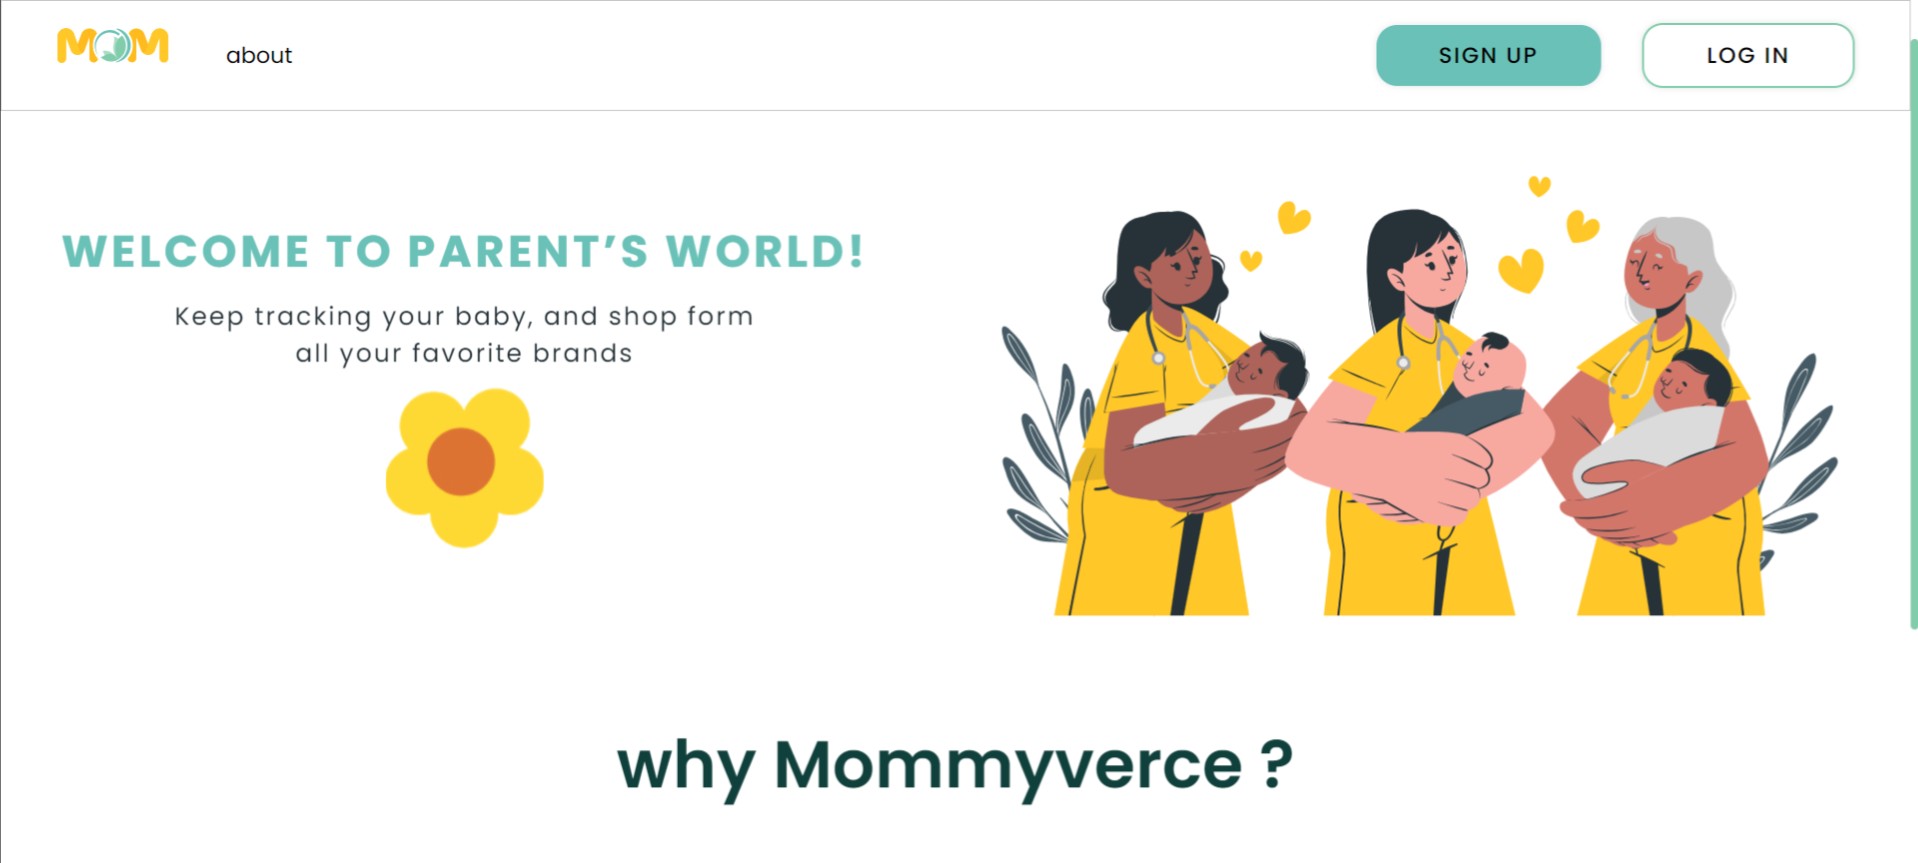 MOM
about
SIGN UP
LOG IN
WELCOME TO PARENT’S WORLD!
Keep tracking your baby, and shop form
all your favorite brands
why Mommyverce ?